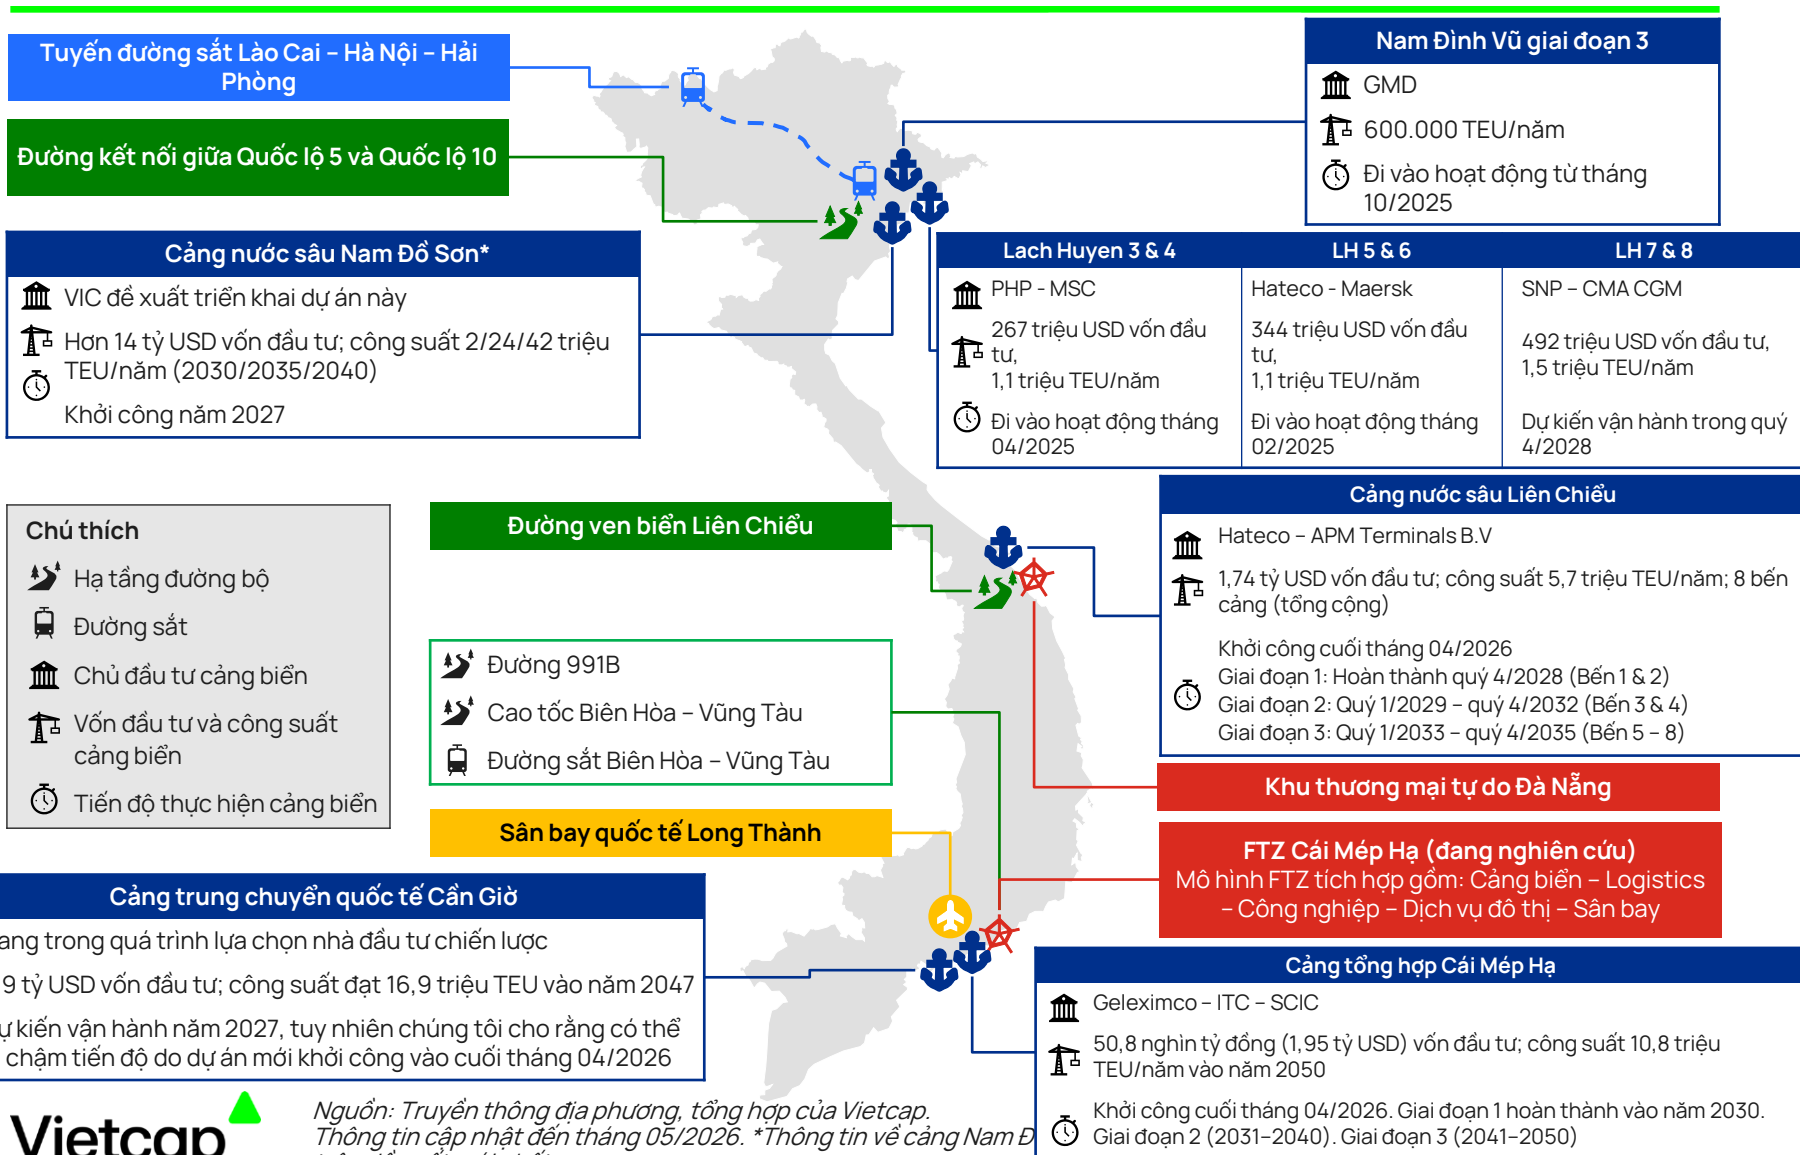 Tuyến đường sắt Lào Cai – Hà Nội – Hải
Phòng
Đường kết nối giữa Quốc lộ 5 và Quốc lộ 10
Nam Đình Vũ giai đoạn 3
GMD
600.000 TEU/năm
Đi vào hoạt động từ tháng
10/2025
Cảng nước sâu Nam Đồ Sơn*
VIC đề xuất triển khai dự án này
Hơn 14 tỷ USD vốn đầu tư; công suất 2/24/42 triệu
TEU/năm (2030/2035/2040)
Khởi công năm 2027
Lach Huyen 3 & 4
PHP - MSC
267 triệu USD vốn đầu
tư,
1,1 triệu TEU/năm
Đi vào hoạt động tháng
04/2025
LH 5 & 6
Hateco - Maersk
344 triệu USD vốn đầu
tư,
1,1 triệu TEU/năm
Đi vào hoạt động tháng
02/2025
LH 7 & 8
SNP – CMA CGM
492 triệu USD vốn đầu tư,
1,5 triệu TEU/năm
Dự kiến vận hành trong quý
4/2028
Chú thích
Hạ tầng đường bộ
Đường sắt
Chủ đầu tư cảng biển
Vốn đầu tư và công suất
cảng biển
Tiến độ thực hiện cảng biển
Đường ven biển Liên Chiểu
Cảng nước sâu Liên Chiểu
Hateco – APM Terminals B.V
1,74 tỷ USD vốn đầu tư; công suất 5,7 triệu TEU/năm; 8 bến
cảng (tổng cộng)
Khởi công cuối tháng 04/2026
Giai đoạn 1: Hoàn thành quý 4/2028 (Bến 1 & 2)
Giai đoạn 2: Quý 1/2029 – quý 4/2032 (Bến 3 & 4)
Giai đoạn 3: Quý 1/2033 – quý 4/2035 (Bến 5 – 8)
Đường 991B
Cao tốc Biên Hòa – Vũng Tàu
Đường sắt Biên Hòa – Vũng Tàu
Khu thương mại tự do Đà Nẵng
Sân bay quốc tế Long Thành
FTZ Cái Mép Hạ (đang nghiên cứu)
Mô hình FTZ tích hợp gồm: Cảng biển – Logistics
– Công nghiệp – Dịch vụ đô thị – Sân bay
Cảng trung chuyển quốc tế Cần Giờ
ang trong quá trình lựa chọn nhà đầu tư chiến lược
9 tỷ USD vốn đầu tư; công suất đạt 16,9 triệu TEU vào năm 2047
ự kiến vận hành năm 2027, tuy nhiên chúng tôi cho rằng có thể
chậm tiến độ do dự án mới khởi công vào cuối tháng 04/2026
Cảng tổng hợp Cái Mép Hạ
Geleximco – ITC – SCIC
50,8 nghìn tỷ đồng (1,95 tỷ USD) vốn đầu tư; công suất 10,8 triệu
TEU/năm vào năm 2050
Khởi công cuối tháng 04/2026. Giai đoạn 1 hoàn thành vào năm 2030.
Giai đoạn 2 (2031–2040). Giai đoạn 3 (2041–2050)
Vietcap
Nguồn: Truyền thông địa phương, tổng hợp của Vietcap.
Thông tin cập nhật đến tháng 05/2026. *Thông tin về cảng Nam Đ